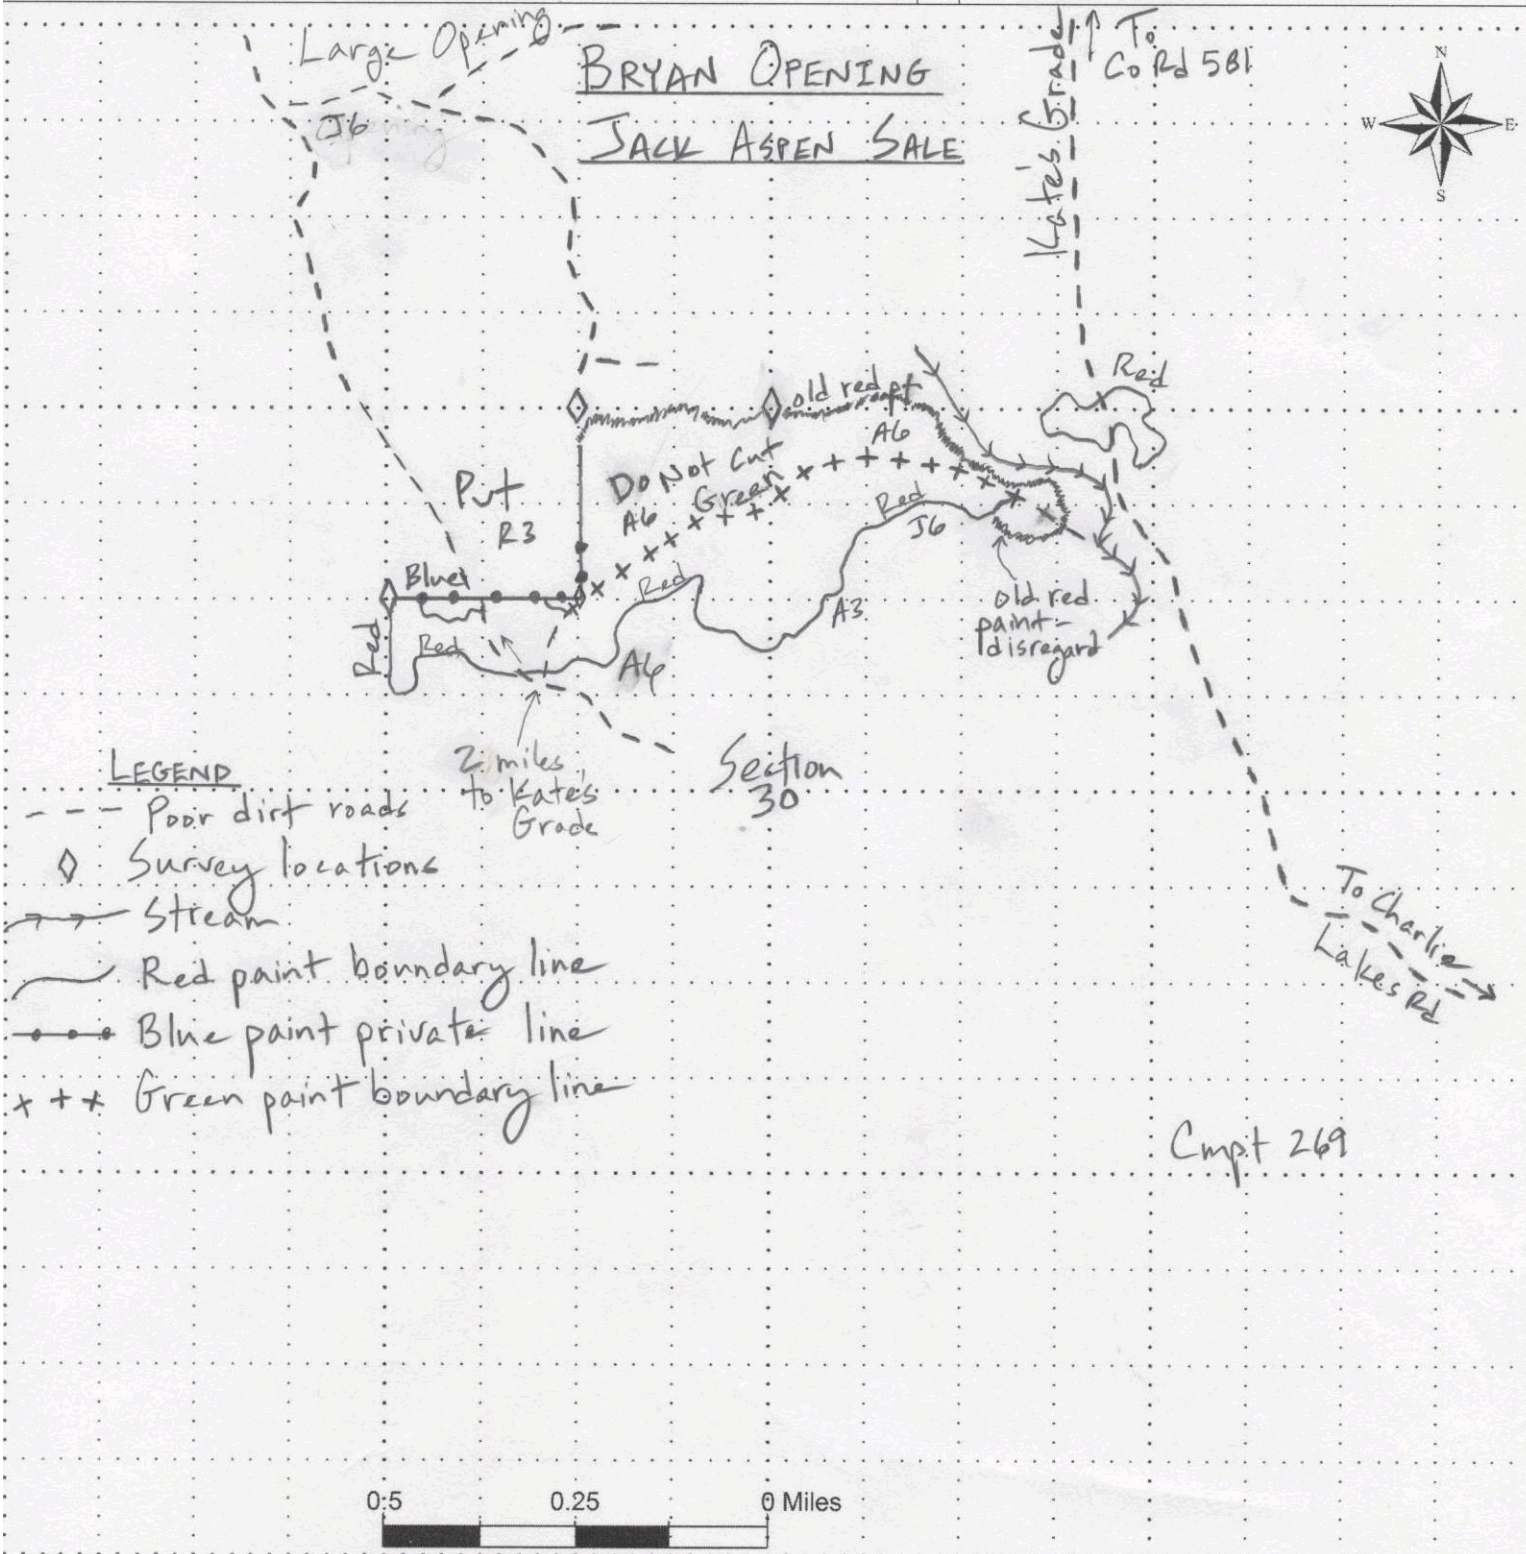 Large Opening
J6
BRYAN OPENING
JACK ASPEN SALE
Kate's Grade
To
Co Rd 581
N
W
E
S
Red
old red pt
A6
Do Not Cut
Green
A6
Put
R3
Blue
Red
Red
Red
Red
J6
A3
A6
old red
paint-
disregard
2 miles
to Kate's
Grade
Section
30
LEGEND
Poor dirt roads
Survey locations
Stream
Red paint boundary line
Blue paint private line
Green paint boundary line
To Charlie
Lakes Rd
Cmpt 269
0.5 0.25 0 Miles